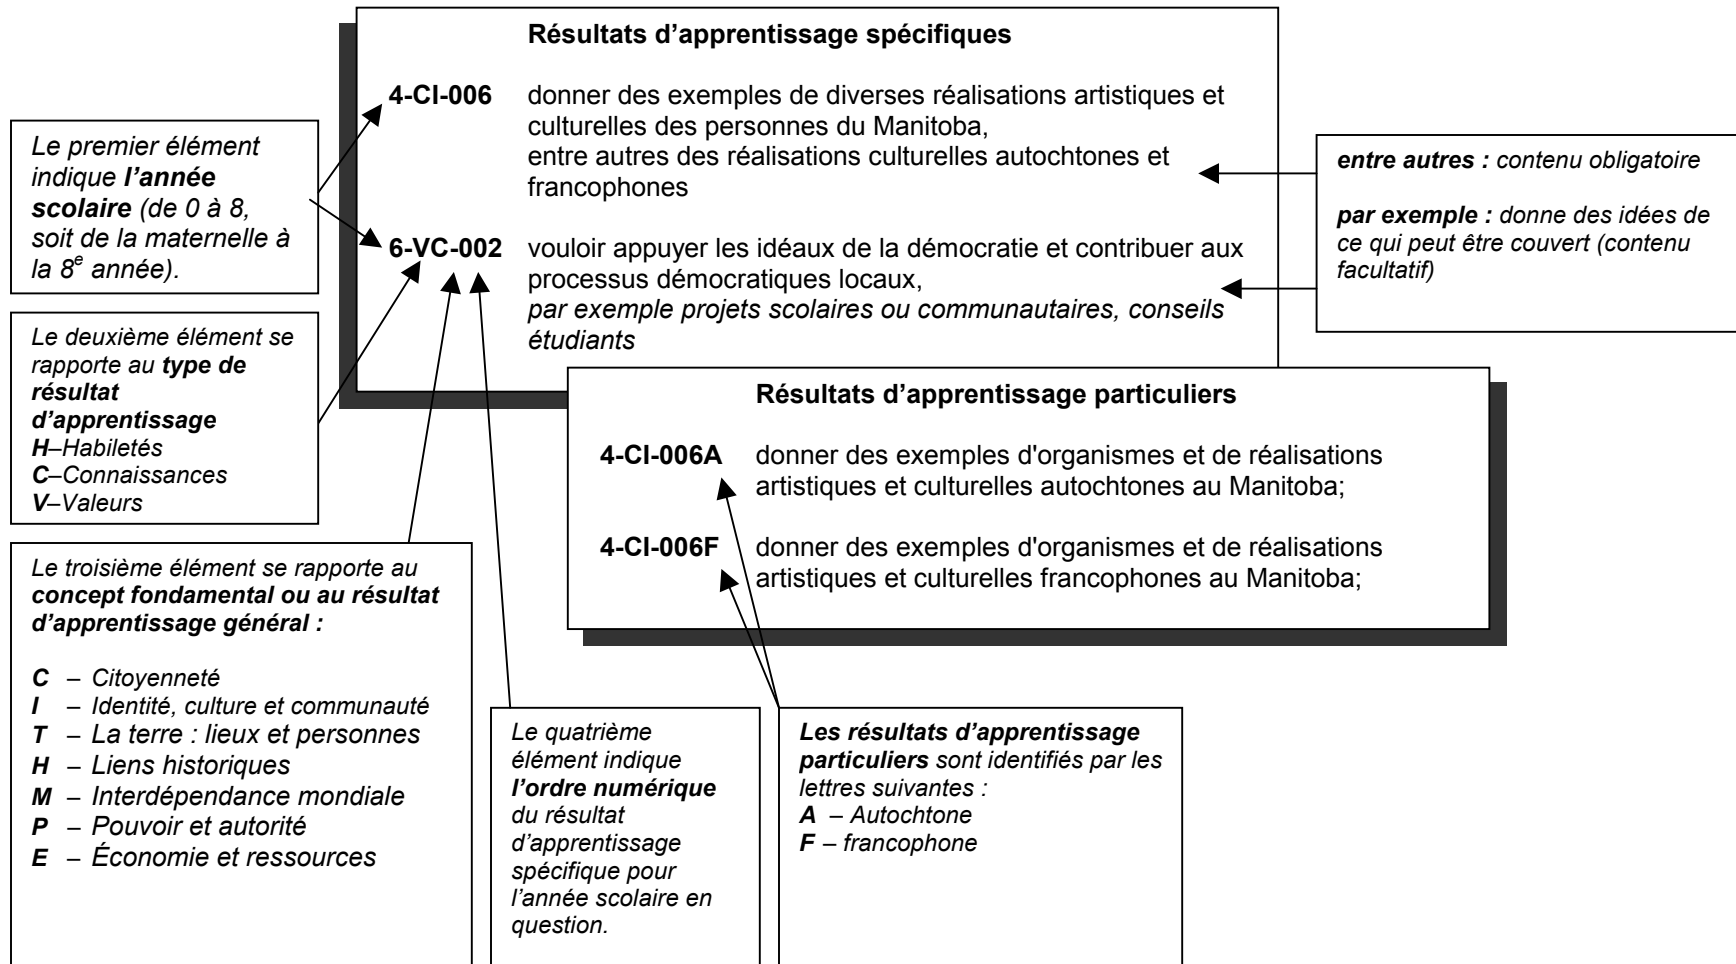 Résultats d'apprentissage spécifiques
4-CI-006 donner des exemples de diverses réalisations artistiques et
culturelles des personnes du Manitoba,
entre autres des réalisations culturelles autochtones et
francophones
6-VC-002 vouloir appuyer les idéaux de la démocratie et contribuer aux
processus démocratiques locaux,
par exemple projets scolaires ou communautaires, conseils
étudiants
Le premier élément
indique l'année
scolaire (de 0 à 8,
soit de la maternelle à
la 8e année).
entre autres : contenu obligatoire
par exemple : donne des idées de
ce qui peut être couvert (contenu
facultatif)
Le deuxième élément se
rapporte au type de
résultat
d'apprentissage
H–Habiletés
C–Connaissances
V–Valeurs
Résultats d'apprentissage particuliers
4-CI-006A donner des exemples d'organismes et de réalisations
artistiques et culturelles autochtones au Manitoba;
4-CI-006F donner des exemples d'organismes et de réalisations
artistiques et culturelles francophones au Manitoba;
Le troisième élément se rapporte au
concept fondamental ou au résultat
d'apprentissage général :
C – Citoyenneté
I – Identité, culture et communauté
T – La terre : lieux et personnes
H – Liens historiques
M – Interdépendance mondiale
P – Pouvoir et autorité
E – Économie et ressources
Le quatrième
élément indique
l'ordre numérique
du résultat
d'apprentissage
spécifique pour
l'année scolaire en
question.
Les résultats d'apprentissage
particuliers sont identifiés par les
lettres suivantes :
A – Autochtone
F – francophone